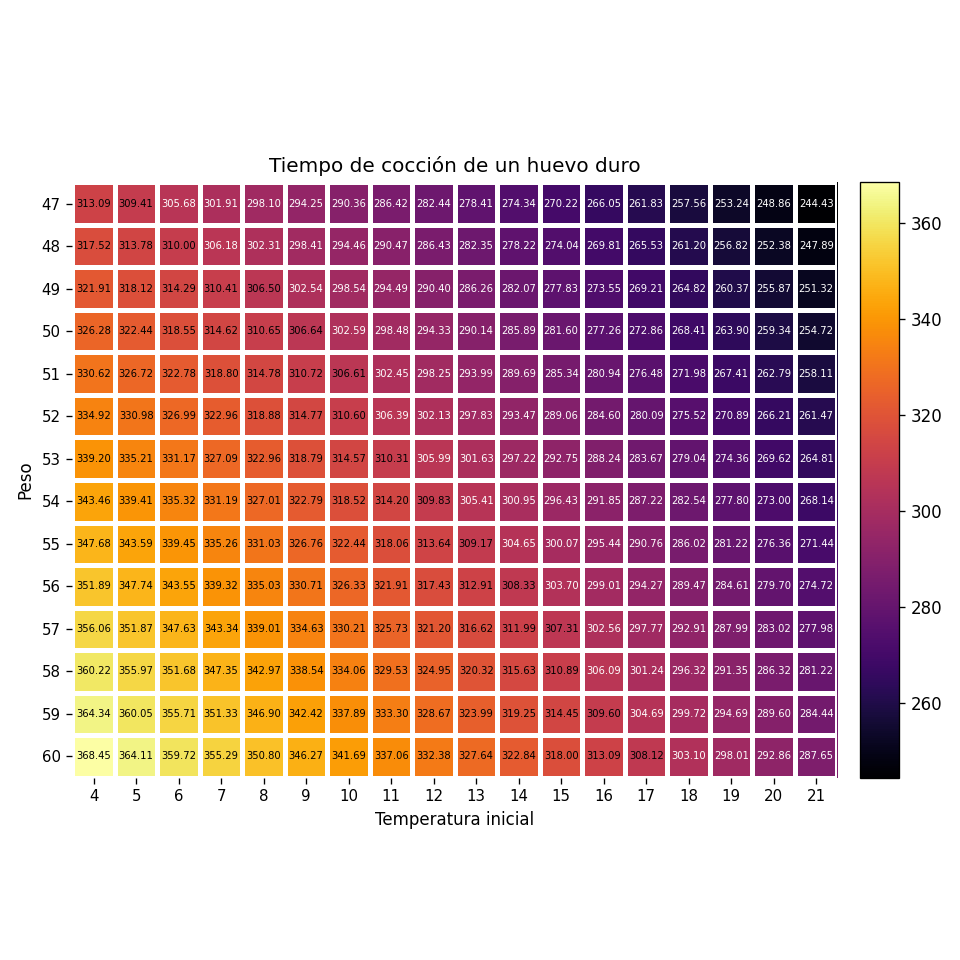 Tiempo de cocción de un huevo duro
47 313.09 309.41 305.68 301.91 298.10 294.25 290.36 286.42 282.44 278.41 274.34 270.22 266.05 261.83 257.56 253.24 248.86 244.43
48 317.52 313.78 310.00 306.18 302.31 298.41 294.46 290.47 286.43 282.35 278.22 274.04 269.81 265.53 261.20 256.82 252.38 247.89
49 321.91 318.12 314.29 310.41 306.50 302.54 298.54 294.49 290.40 286.26 282.07 277.83 273.55 269.21 264.82 260.37 255.87 251.32
50 326.28 322.44 318.55 314.62 310.65 306.64 302.59 298.48 294.33 290.14 285.89 281.60 277.26 272.86 268.41 263.90 259.34 254.72
51 330.62 326.72 322.78 318.80 314.78 310.72 306.61 302.45 298.25 293.99 289.69 285.34 280.94 276.48 271.98 267.41 262.79 258.11
52 334.92 330.98 326.99 322.96 318.88 314.77 310.60 306.39 302.13 297.83 293.47 289.06 284.60 280.09 275.52 270.89 266.21 261.47
53 339.20 335.21 331.17 327.09 322.96 318.79 314.57 310.31 305.99 301.63 297.22 292.75 288.24 283.67 279.04 274.36 269.62 264.81
54 343.46 339.41 335.32 331.19 327.01 322.79 318.52 314.20 309.83 305.41 300.95 296.43 291.85 287.22 282.54 277.80 273.00 268.14
55 347.68 343.59 339.45 335.26 331.03 326.76 322.44 318.06 313.64 309.17 304.65 300.07 295.44 290.76 286.02 281.22 276.36 271.44
56 351.89 347.74 343.55 339.32 335.03 330.71 326.33 321.91 317.43 312.91 308.33 303.70 299.01 294.27 289.47 284.61 279.70 274.72
57 356.06 351.87 347.63 343.34 339.01 334.63 330.21 325.73 321.20 316.62 311.99 307.31 302.56 297.77 292.91 287.99 283.02 277.98
58 360.22 355.97 351.68 347.35 342.97 338.54 334.06 329.53 324.95 320.32 315.63 310.89 306.09 301.24 296.32 291.35 286.32 281.22
59 364.34 360.05 355.71 351.33 346.90 342.42 337.89 333.30 328.67 323.99 319.25 314.45 309.60 304.69 299.72 294.69 289.60 284.44
60 368.45 364.11 359.72 355.29 350.80 346.27 341.69 337.06 332.38 327.64 322.84 318.00 313.09 308.12 303.10 298.01 292.86 287.65
4 5 6 7 8 9 10 11 12 13 14 15 16 17 18 19 20 21
Peso
Temperatura inicial
360
340
320
300
280
260